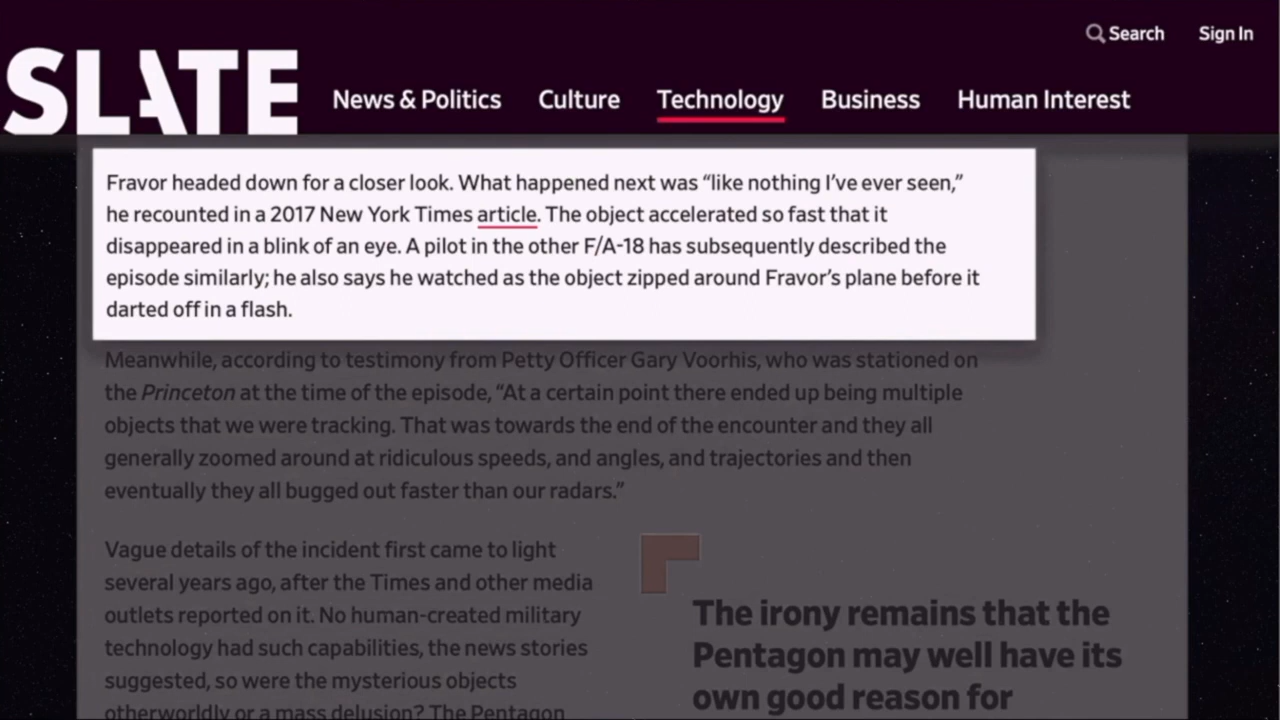 Search Sign In
SLATE
News & Politics Culture Technology Business Human Interest
Fravor headed down for a closer look. What happened next was “like nothing I’ve ever seen,”
he recounted in a 2017 New York Times article. The object accelerated so fast that it
disappeared in a blink of an eye. A pilot in the other F/A-18 has subsequently described the
episode similarly; he also says he watched as the object zipped around Fravor’s plane before it
darted off in a flash.
Meanwhile, according to testimony from Petty Officer Gary Voorhis, who was stationed on
the Princeton at the time of the episode, “At a certain point there ended up being multiple
objects that we were tracking. That was towards the end of the encounter and they all
generally zoomed around at ridiculous speeds, and angles, and trajectories and then
eventually they all bugged out faster than our radars.”
Vague details of the incident first came to light
several years ago, after the Times and other media
outlets reported on it. No human-created military
technology had such capabilities, the news stories
suggested, so were the mysterious objects
otherworldly or a mass delusion? The Pentagon
The irony remains that the
Pentagon may well have its
own good reason for